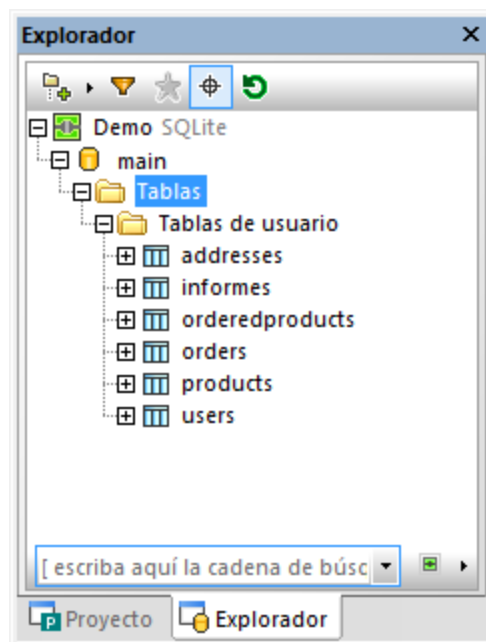 Explorador
Demo SQLite
main
Tablas
Tablas de usuario
addresses
informes
orderedproducts
orders
products
users
[ escriba aquí la cadena de búsc
Proyecto
Explorador